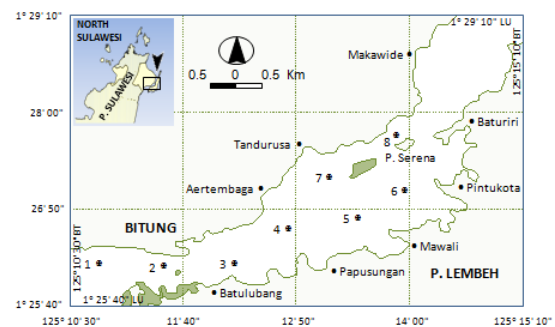 1° 29' 10"
NORTH
SULAWESI
P. SULAWESI
0.5 0 0.5 Km
1° 29' 10" LU
125°15'10"BT
Makawide
28°00"
Baturiri
Tandurusa
8
P. Serena
7
Aertembaga
6
Pintukota
26'50"
BITUNG
4
5
Mawali
125°10'30"BT
1
2
3
Papusungan
P. LEMBEH
1° 25' 40" LU
Batulubang
1° 25'40"
125° 10' 30"
11'40"
12'50"
14'00"
125°15'10"